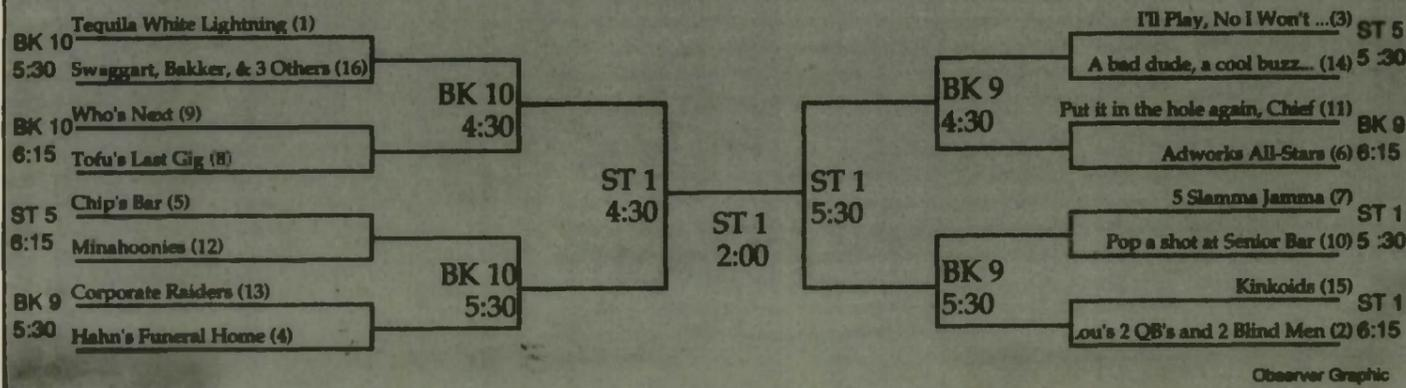 Tequila White Lightning (1)
BK 10
5:30
Swaggart, Bakker, & 3 Others (16)
Who's Next (9)
BK 10
6:15
Tofu's Last Gig (8)
Chip's Bar (5)
ST 5
6:15
Minahoonies (12)
Corporate Raiders (13)
BK 9
5:30
Hahn's Funeral Home (4)
BK 10
4:30
BK 10
5:30
ST 1
4:30
ST 1
2:00
ST 1
5:30
BK 9
4:30
BK 9
5:30
I'll Play, No I Won't ...(3)
ST 5
5 :30
A bad dude, a cool buzz... (14)
Put it in the hole again, Chief (11)
BK 9
6:15
Adworks All-Stars (6)
5 Slamma Jamma (7)
ST 1
5 :30
Pop a shot at Senior Bar (10)
Kinkoids (15)
ST 1
6:15
.ou's 2 QB's and 2 Blind Men (2)
Observer Graphic